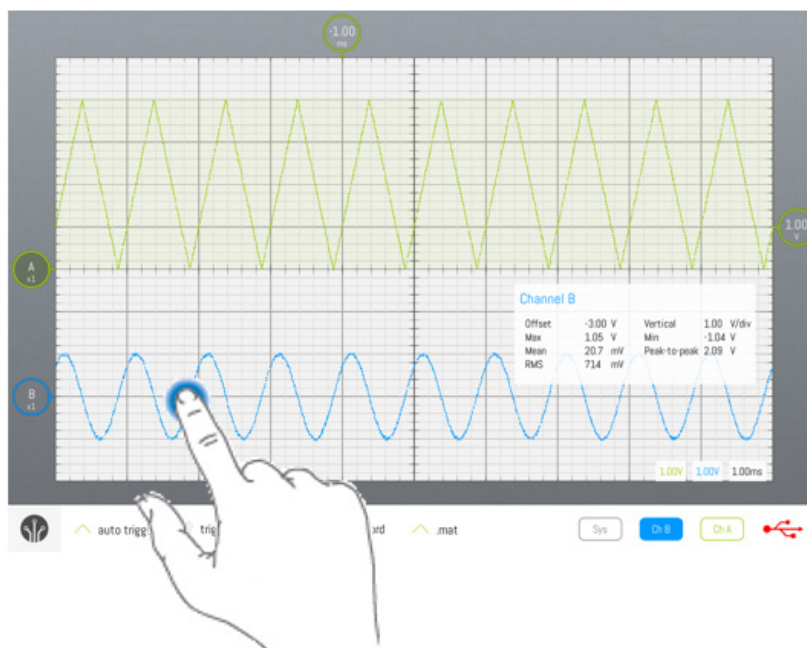 -1.00
ms
1.00
V
A
x1
Channel B
Offset -3.00 V Vertical 1.00 V/div
Max 1.05 V Min -1.04 V
Mean 20.7 mV Peak-to-peak 2.09 V
RMS 714 mV
B
x1
1.00V 1.00V 1.00ms
auto trigg trig ord .mat Sys Ch B Ch A